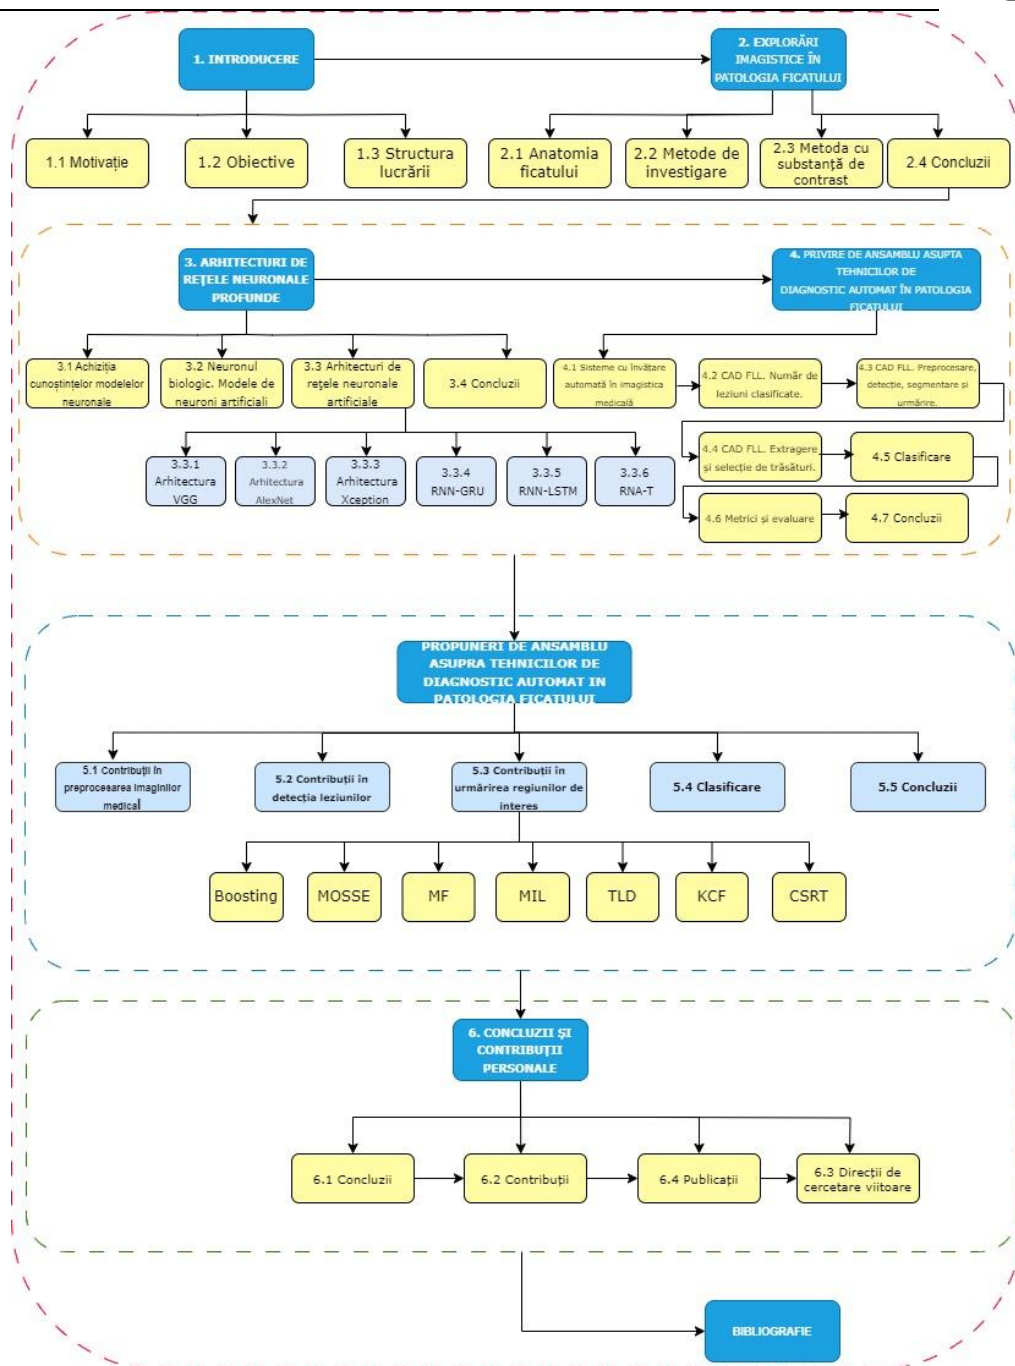 1. INTRODUCERE
2. EXPLORĂRI
IMAGISTICE ÎN
PATOLOGIA FICATULUI
1.1 Motivație
1.2 Obiective
1.3 Structura
lucrării
2.1 Anatomia
ficatului
2.2 Metode de
investigare
2.3 Metoda cu
substanță de
contrast
2.4 Concluzii
3. ARHITECTURI DE
REȚELE NEURONALE
PROFUNDE
4. PRIVIRE DE ANSAMBLU ASUPTA
TEHNICILOR DE
DIAGNOSTIC AUTOMAT ÎN PATOLOGIA
FICATULUI
3.1 Achiziția
cunoștințelor modelelor
neuronale
3.2 Neuronul
biologic. Modele de
neuroni artificiali
3.3 Arhitecturi de
rețele neuronale
artificiale
3.4 Concluzii
4.1 Sisteme cu învățare
automată în imagistica
medicală
4.2 CAD FLL. Număr de
leziuni clasificate.
4.3 CAD FLL. Preprocesare,
detecție, segmentare și
urmărire.
3.3.1
Arhitectura
VGG
3.3.2
Arhitectura
AlexNet
3.3.3
Arhitectura
Xception
3.3.4
RNN-GRU
3.3.5
RNN-LSTM
3.3.6
RNA-T
4.4 CAD FLL. Extragere
și selecție de trăsături.
4.5 Clasificare
4.6 Metrici și evaluare
4.7 Concluzii
PROPUNERI DE ANSAMBLU
ASUPRA TEHNICILOR DE
DIAGNOSTIC AUTOMAT IN
PATOLOGIA FICATULUI
5.1 Contribuții în
preprocesarea imaginilor
medical
5.2 Contribuții în
detecția leziunilor
5.3 Contribuții în
urmărirea regiunilor de
interes
5.4 Clasificare
5.5 Concluzii
Boosting
MOSSE
MF
MIL
TLD
KCF
CSRT
6. CONCLUZII ȘI
CONTRIBUȚII
PERSONALE
6.1 Concluzii
6.2 Contribuții
6.4 Publicații
6.3 Direcții de
cercetare viitoare
BIBLIOGRAFIE